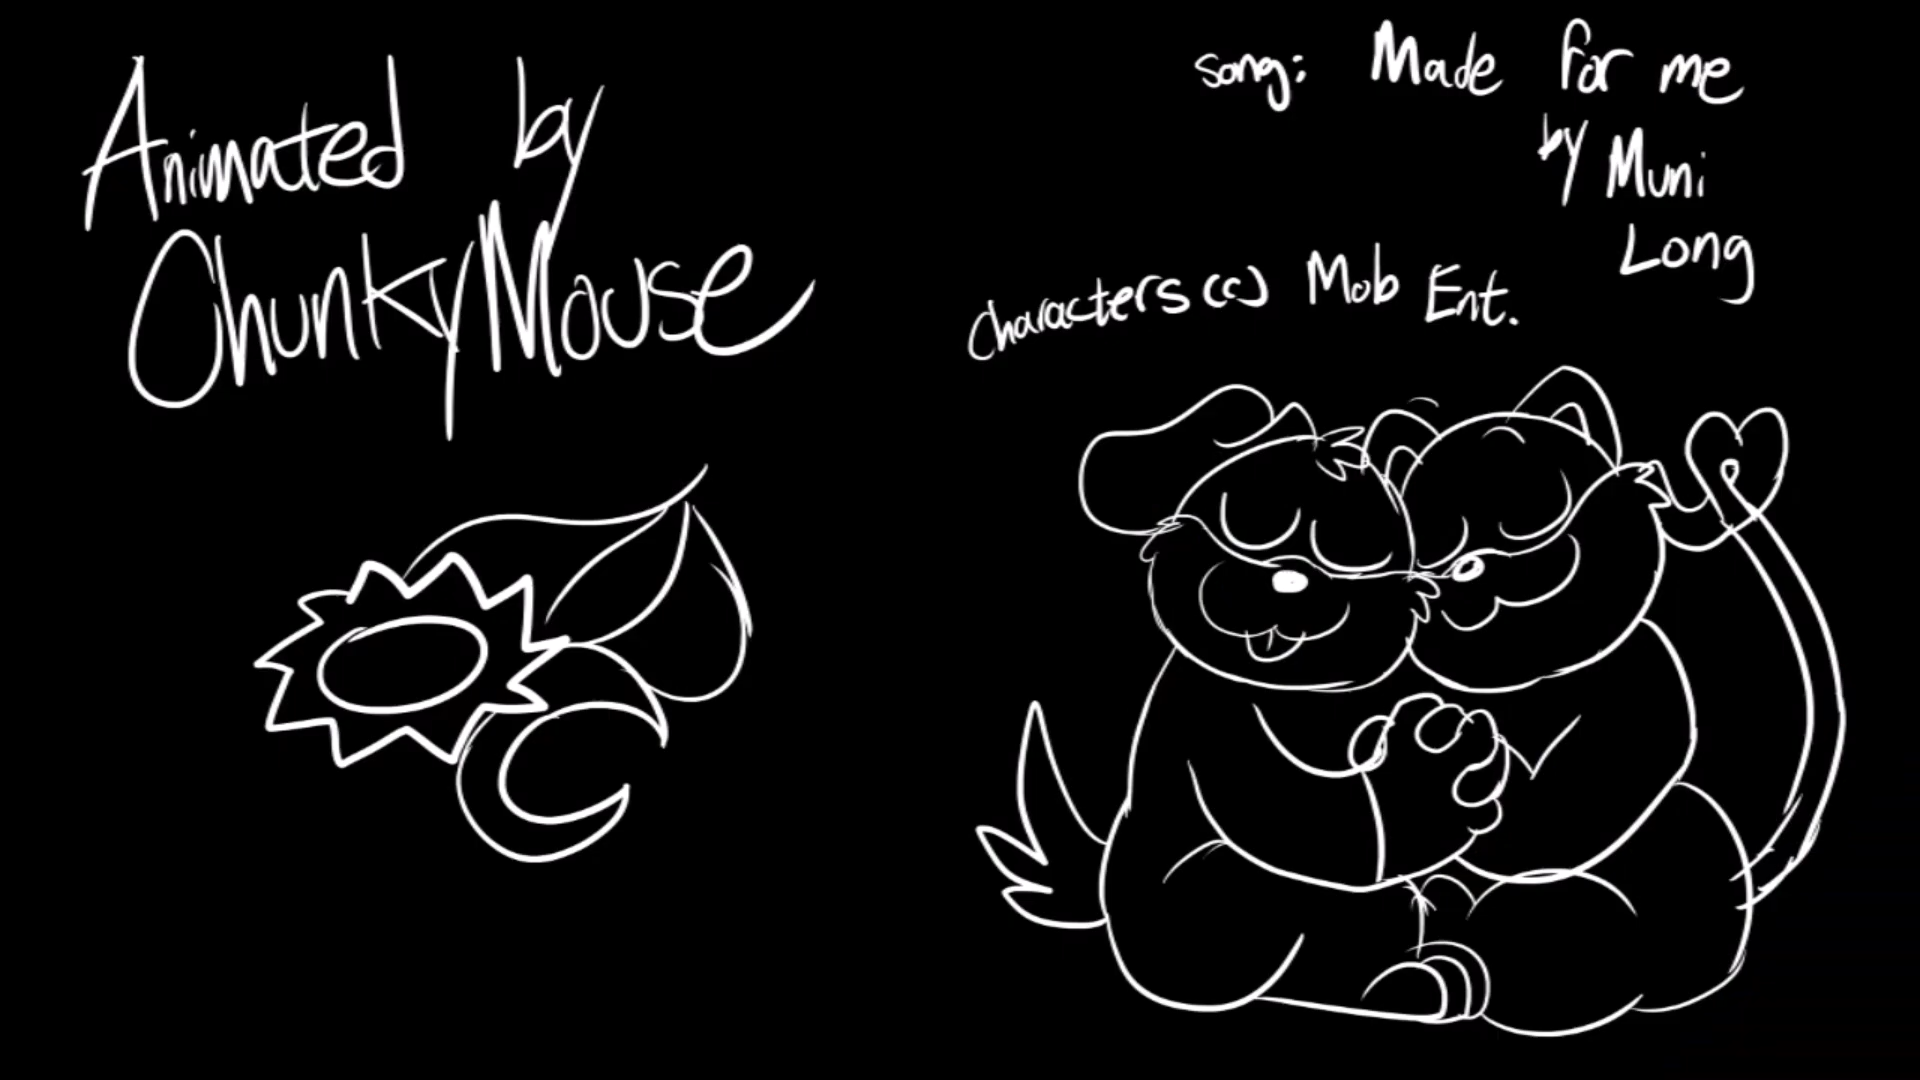 Animated by
ChunkyMouse
song: Made for me
by Muni
Long
Characters (c) Mob Ent.